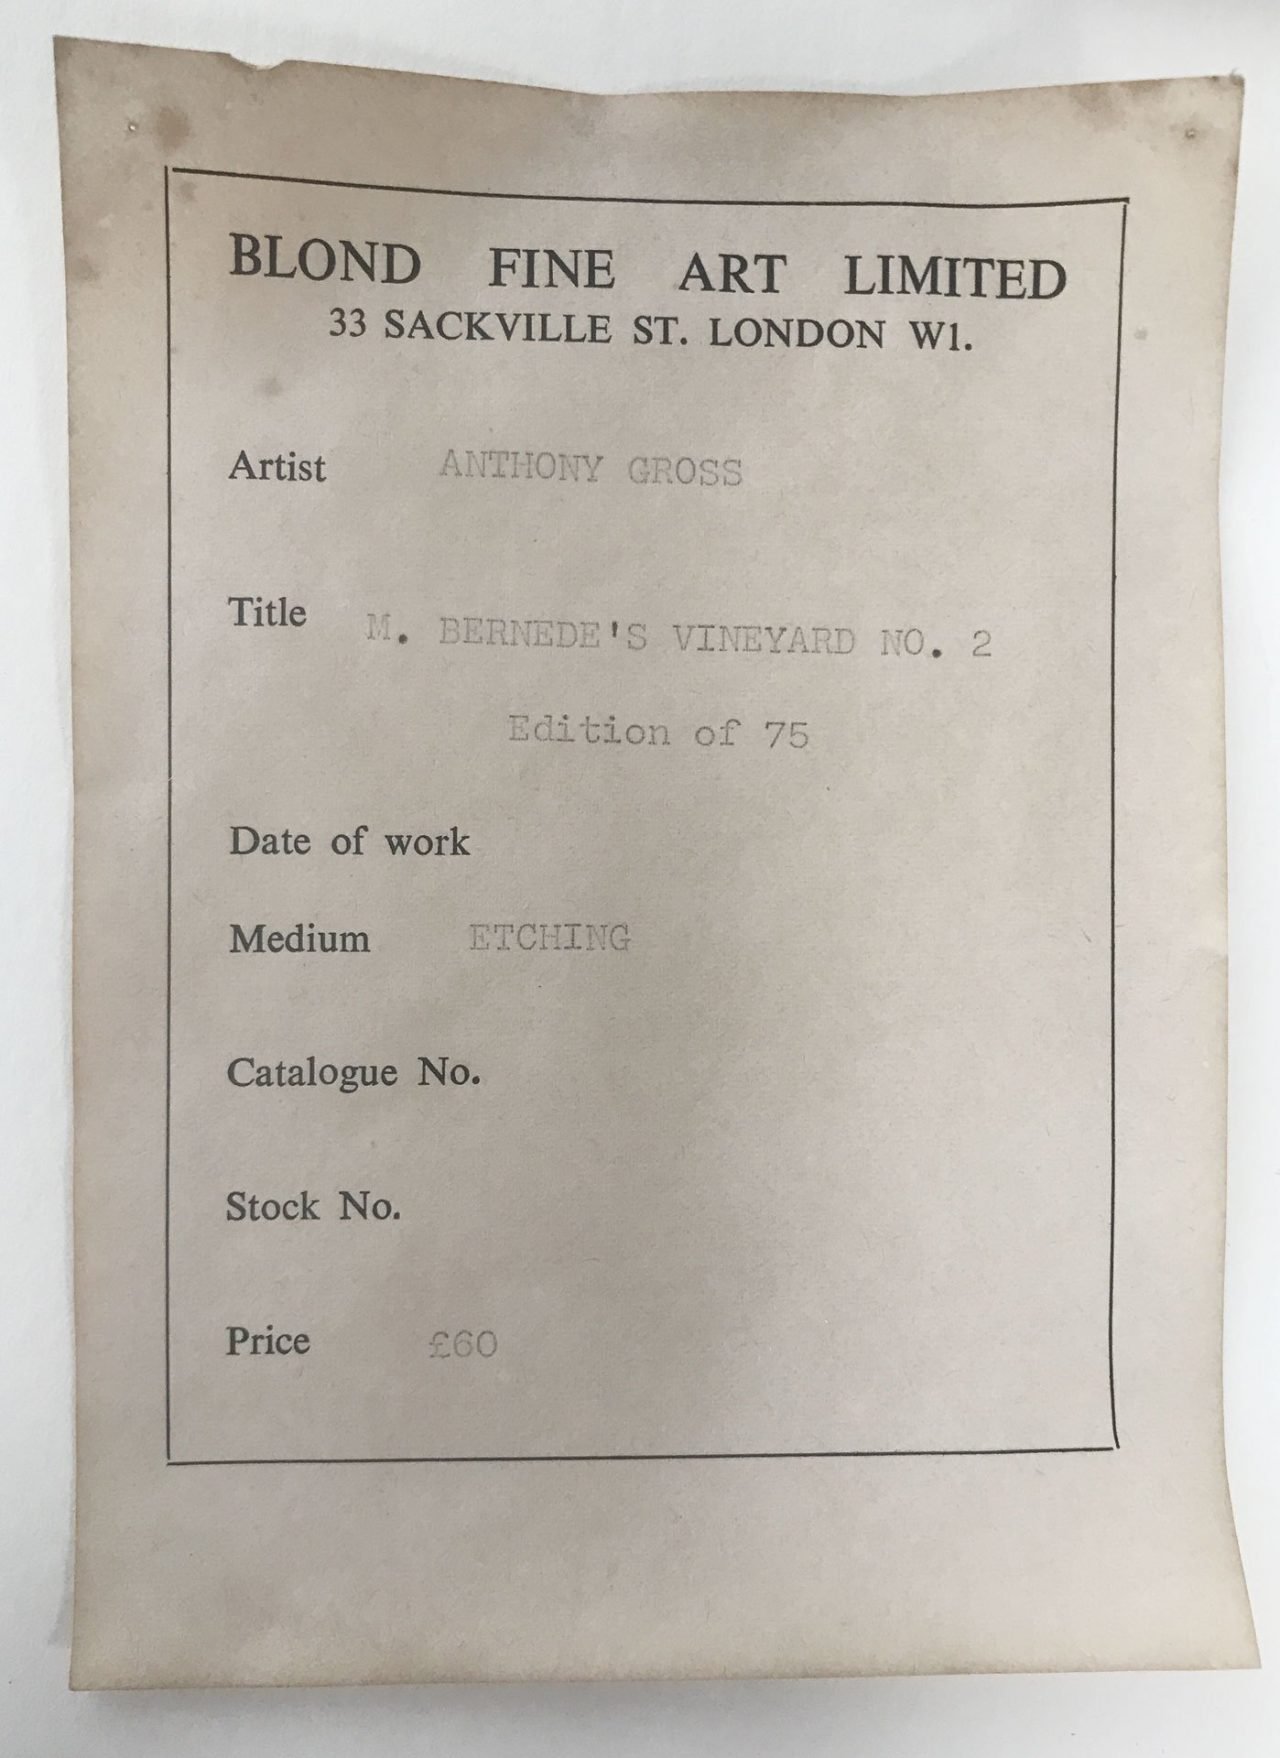 BLOND FINE ART LIMITED
33 SACKVILLE ST. LONDON W1.
Artist ANTHONY GROSS
Title M. BERNEDE'S VINEYARD NO. 2
Edition of 75
Date of work
Medium ETCHING
Catalogue No.
Stock No.
Price £60